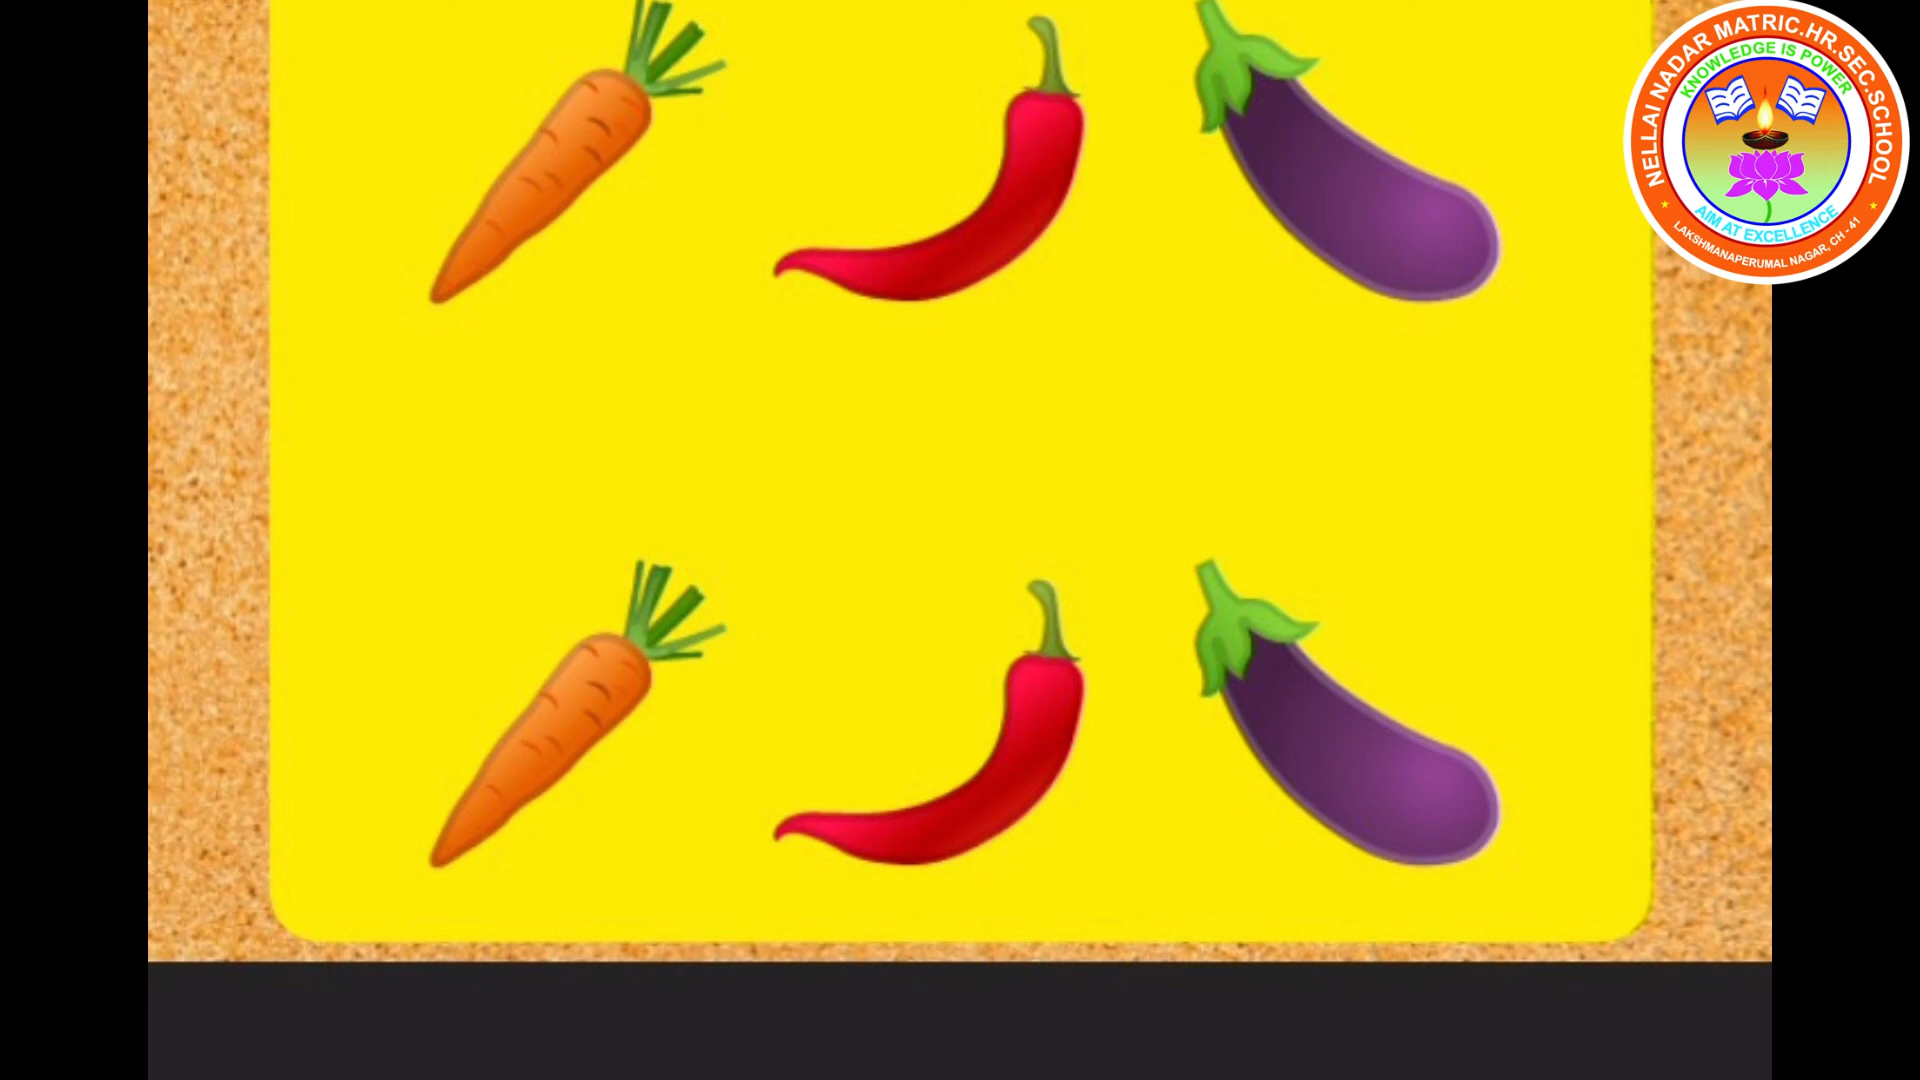 NELLAI NADAR MATRIC.HR.SEC.SCHOOL
KNOWLEDGE IS POWER
AIM AT EXCELLENCE
LAKSHMANAPERUMAL NAGAR, CH - 41